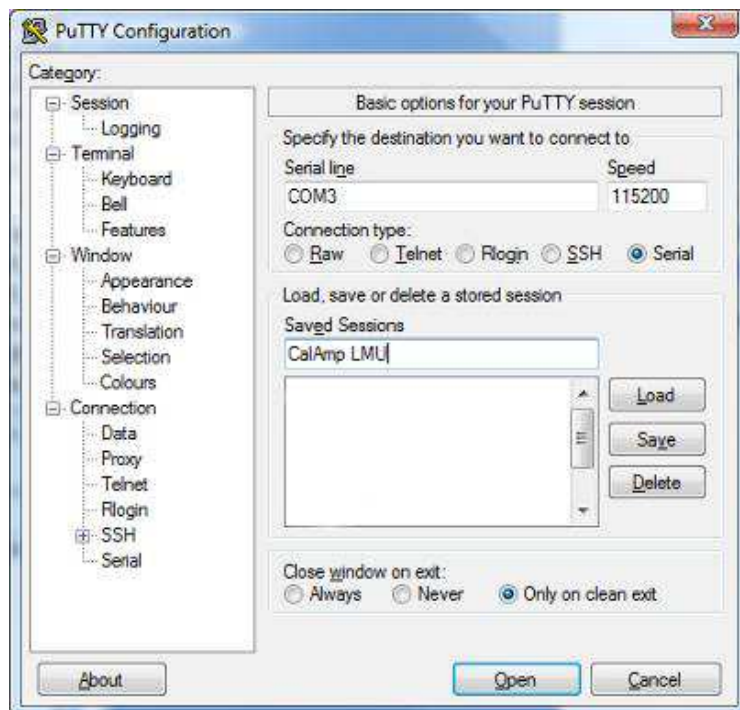 PuTTY Configuration
Category:
Session
Logging
Terminal
Keyboard
Bell
Features
Window
Appearance
Behaviour
Translation
Selection
Colours
Connection
Data
Proxy
Telnet
Rlogin
SSH
Serial
Basic options for your PuTTY session
Specify the destination you want to connect to
Serial line Speed
COM3 115200
Connection type:
Raw Telnet Rlogin SSH Serial
Load, save or delete a stored session
Saved Sessions
CalAmp LMU
Load
Save
Delete
Close window on exit:
Always Never Only on clean exit
About Open Cancel